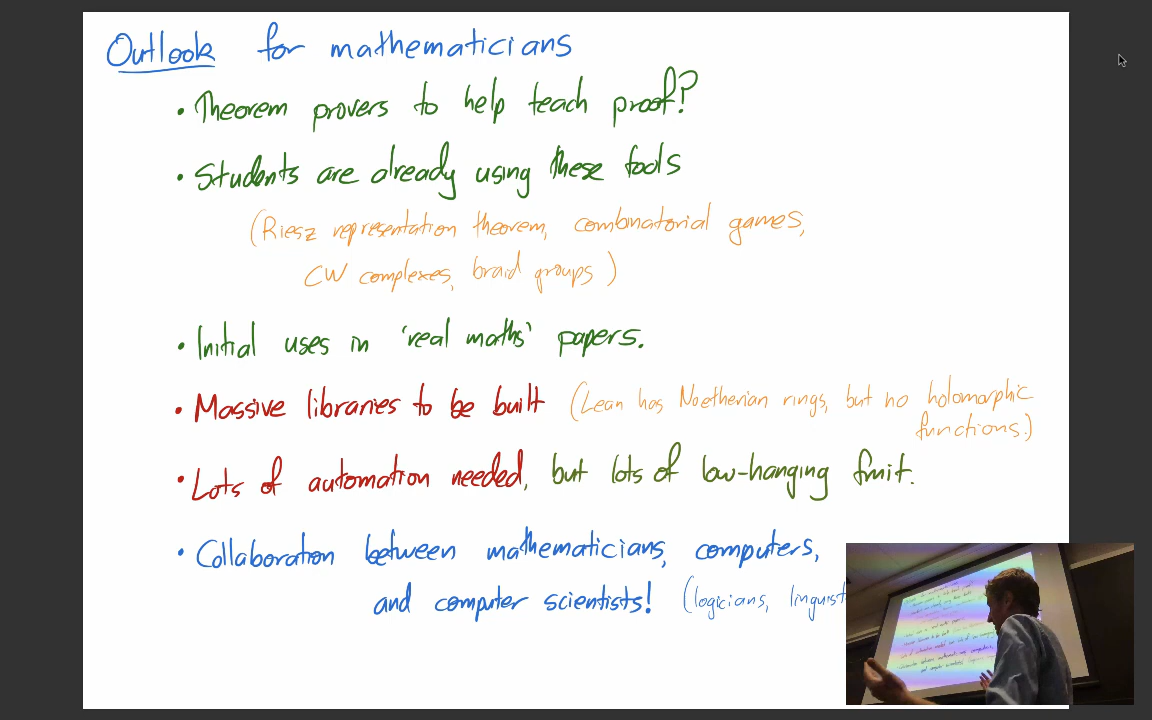 Outlook for mathematicians
• Theorem provers to help teach proof?
• Students are already using these tools
(Riesz representation theorem, combinatorial games,
CW complexes, braid groups)
• Initial uses in 'real maths' papers.
• Massive libraries to be built (Lean has Noetherian rings, but no holomorphic
functions.)
• Lots of automation needed, but lots of low-hanging fruit.
• Collaboration between mathematicians, computers,
and computer scientists! (logicians, linguist